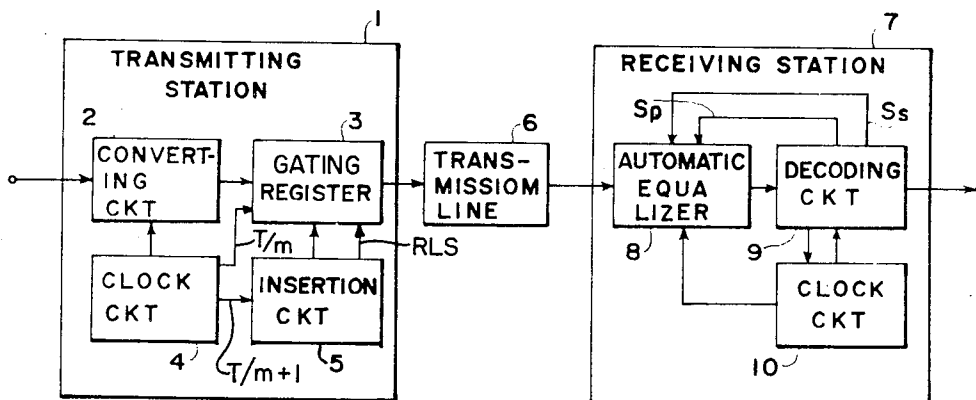 1
TRANSMITTING
STATION
2
CONVERT-
ING
CKT
3
GATING
REGISTER
T/m
RLS
CLOCK
CKT
4
T/m+1
INSERTION
CKT
5
6
TRANS-
MISSIOM
LINE
7
RECEIVING STATION
Sp
Ss
AUTOMATIC
EQUA
LIZER
8
DECODING
CKT
9
CLOCK
CKT
10